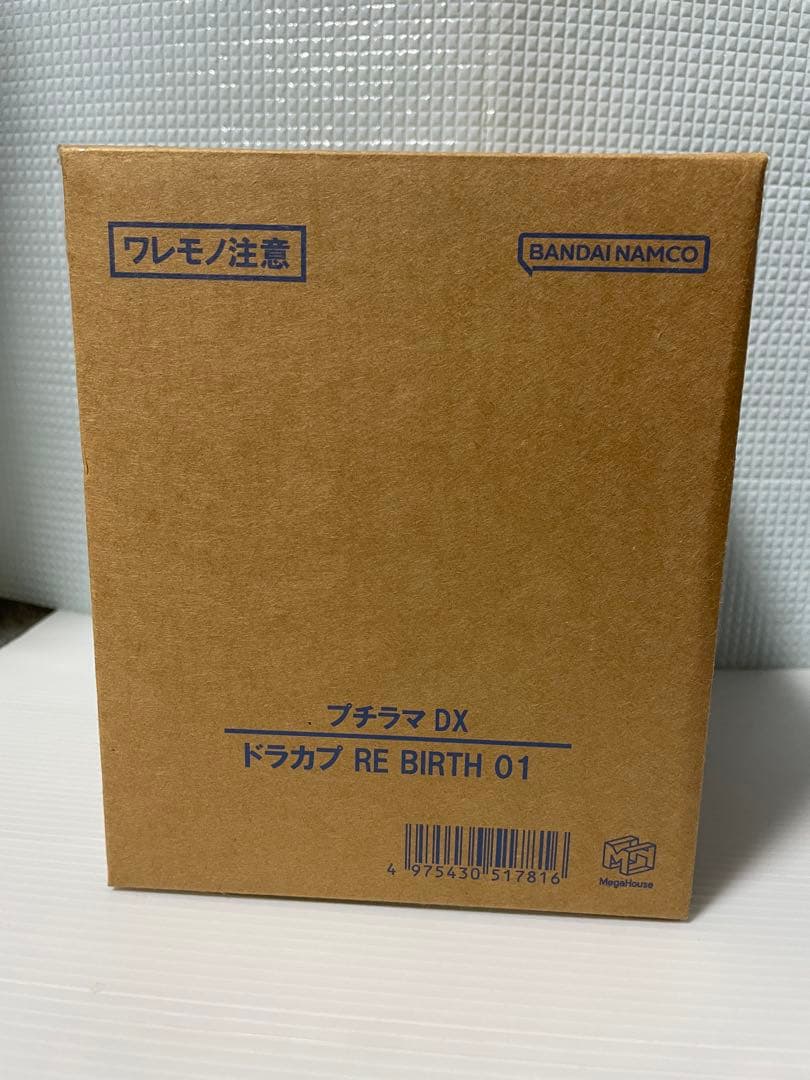 ワレモノ注意
BANDAI NAMCO
プチラマ DX
ドラカプ RE BIRTH 01
4 975430 517816
MegaHouse